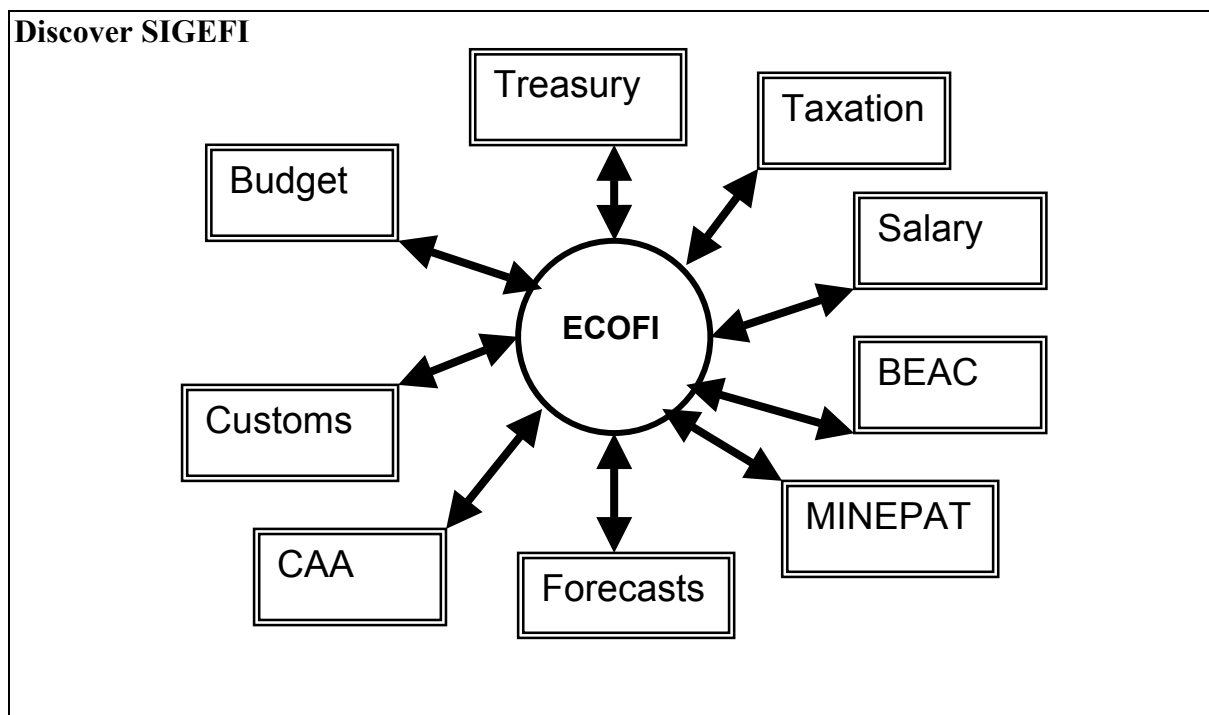 Discover SIGEFI
Treasury
Taxation
Budget
Salary
ECOFI
BEAC
Customs
MINEPAT
CAA
Forecasts